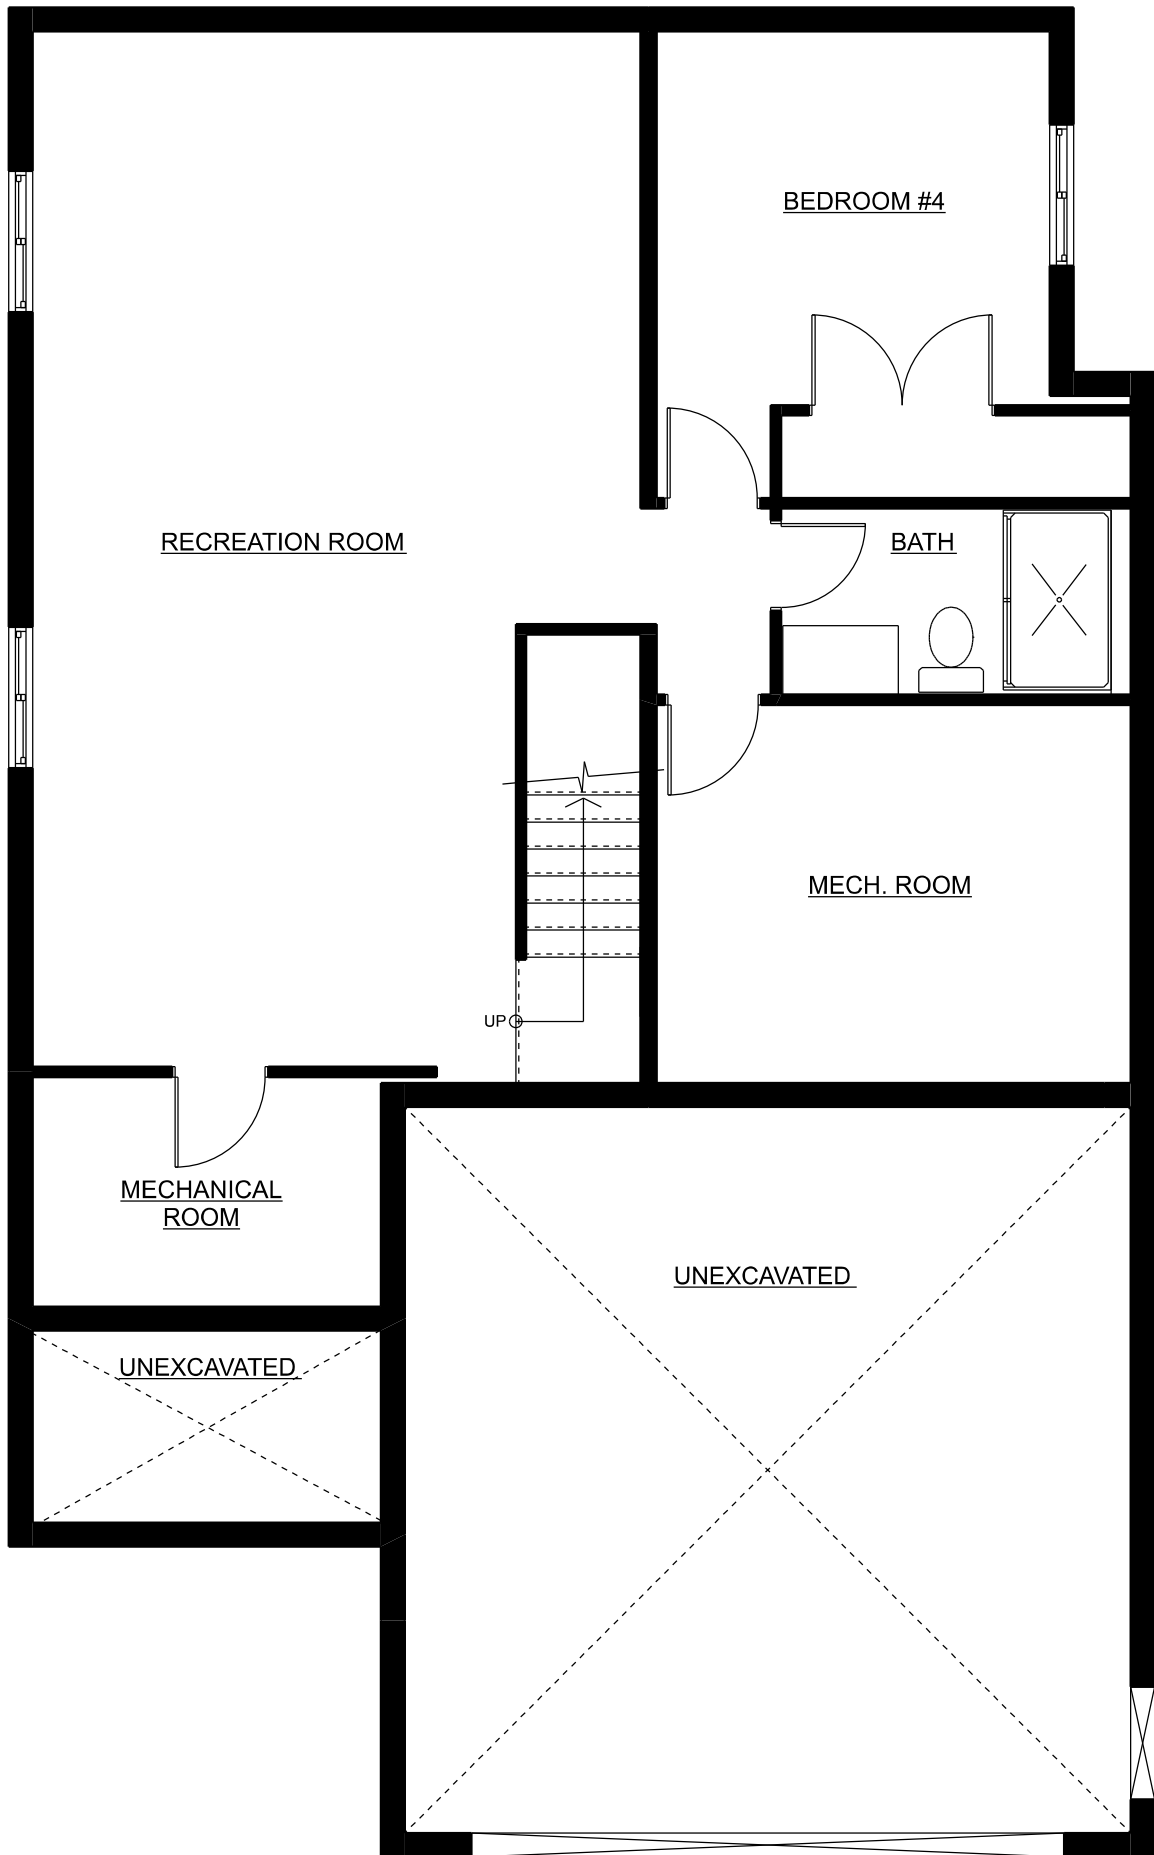 BEDROOM #4
RECREATION ROOM
BATH
MECH. ROOM
UP
MECHANICAL
ROOM
UNEXCAVATED
UNEXCAVATED